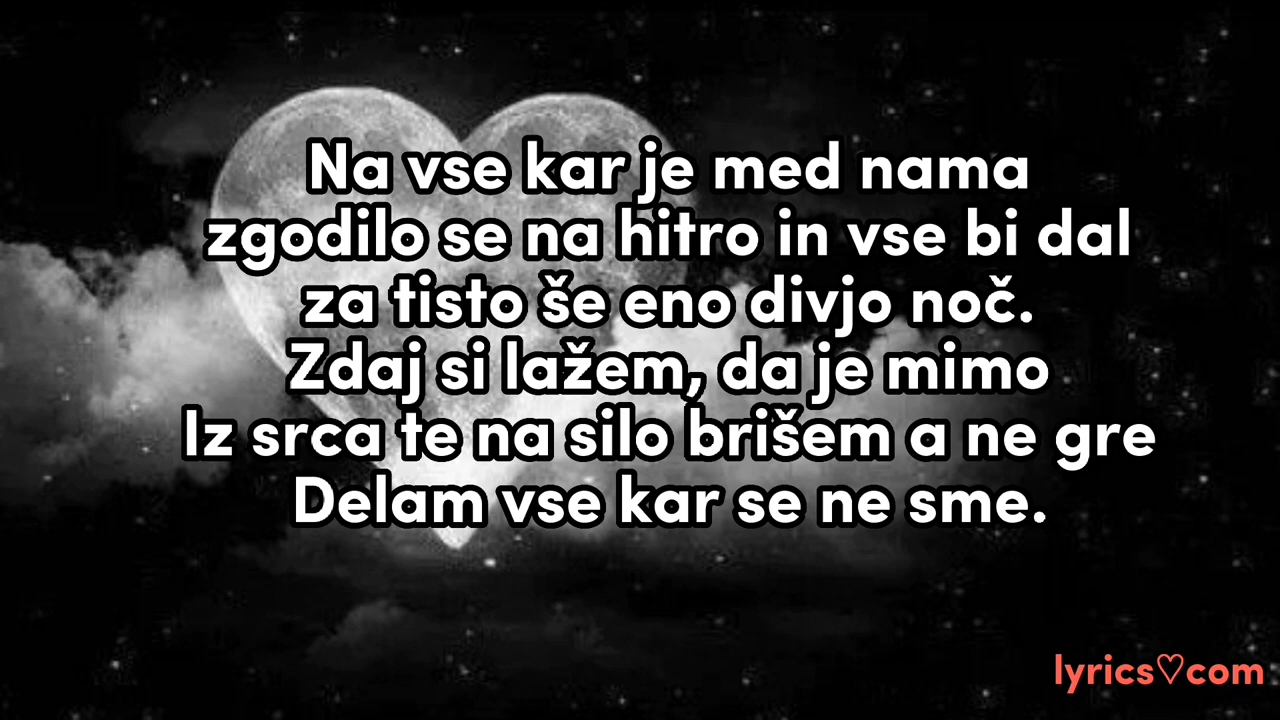 Na vse kar je med nama
zgodilo se na hitro in vse bi dal
za tisto še eno divjo noč.
Zdaj si lažem, da je mimo
Iz srca te na silo brišem a ne gre
Delam vse kar se ne sme.
lyrics♡com